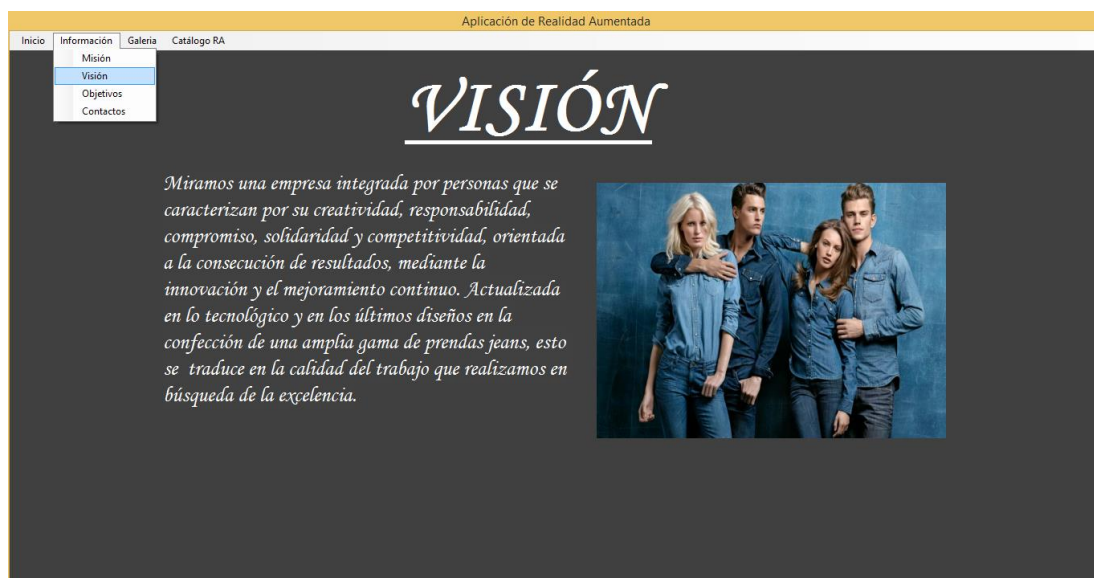 Aplicación de Realidad Aumentada
Inicio Información Galeria Catálogo RA
Misión
Visión
Objetivos
Contactos
VISIÓN
Miramos una empresa integrada por personas que se
caracterizan por su creatividad, responsabilidad,
compromiso, solidaridad y competitividad, orientada
a la consecución de resultados, mediante la
innovación y el mejoramiento continuo. Actualizada
en lo tecnológico y en los últimos diseños en la
confección de una amplia gama de prendas jeans, esto
se traduce en la calidad del trabajo que realizamos en
búsqueda de la excelencia.